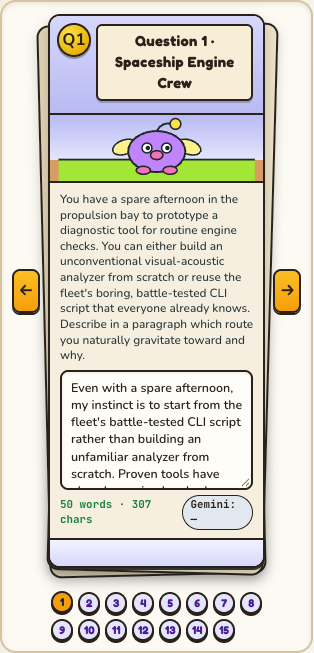 Q1
Question 1 ·
Spaceship Engine
Crew
You have a spare afternoon in the
propulsion bay to prototype a
diagnostic tool for routine engine
checks. You can either build an
unconventional visual-acoustic
analyzer from scratch or reuse the
fleet's boring, battle-tested CLI
script that everyone already knows.
Describe in a paragraph which route
you naturally gravitate toward and
why.
Even with a spare afternoon,
my instinct is to start from the
fleet's battle-tested CLI script
rather than building an
unfamiliar analyzer from
scratch. Proven tools have
50 words · 307
chars
Gemini:
—
←
→
1 2 3 4 5 6 7 8
9 10 11 12 13 14 15